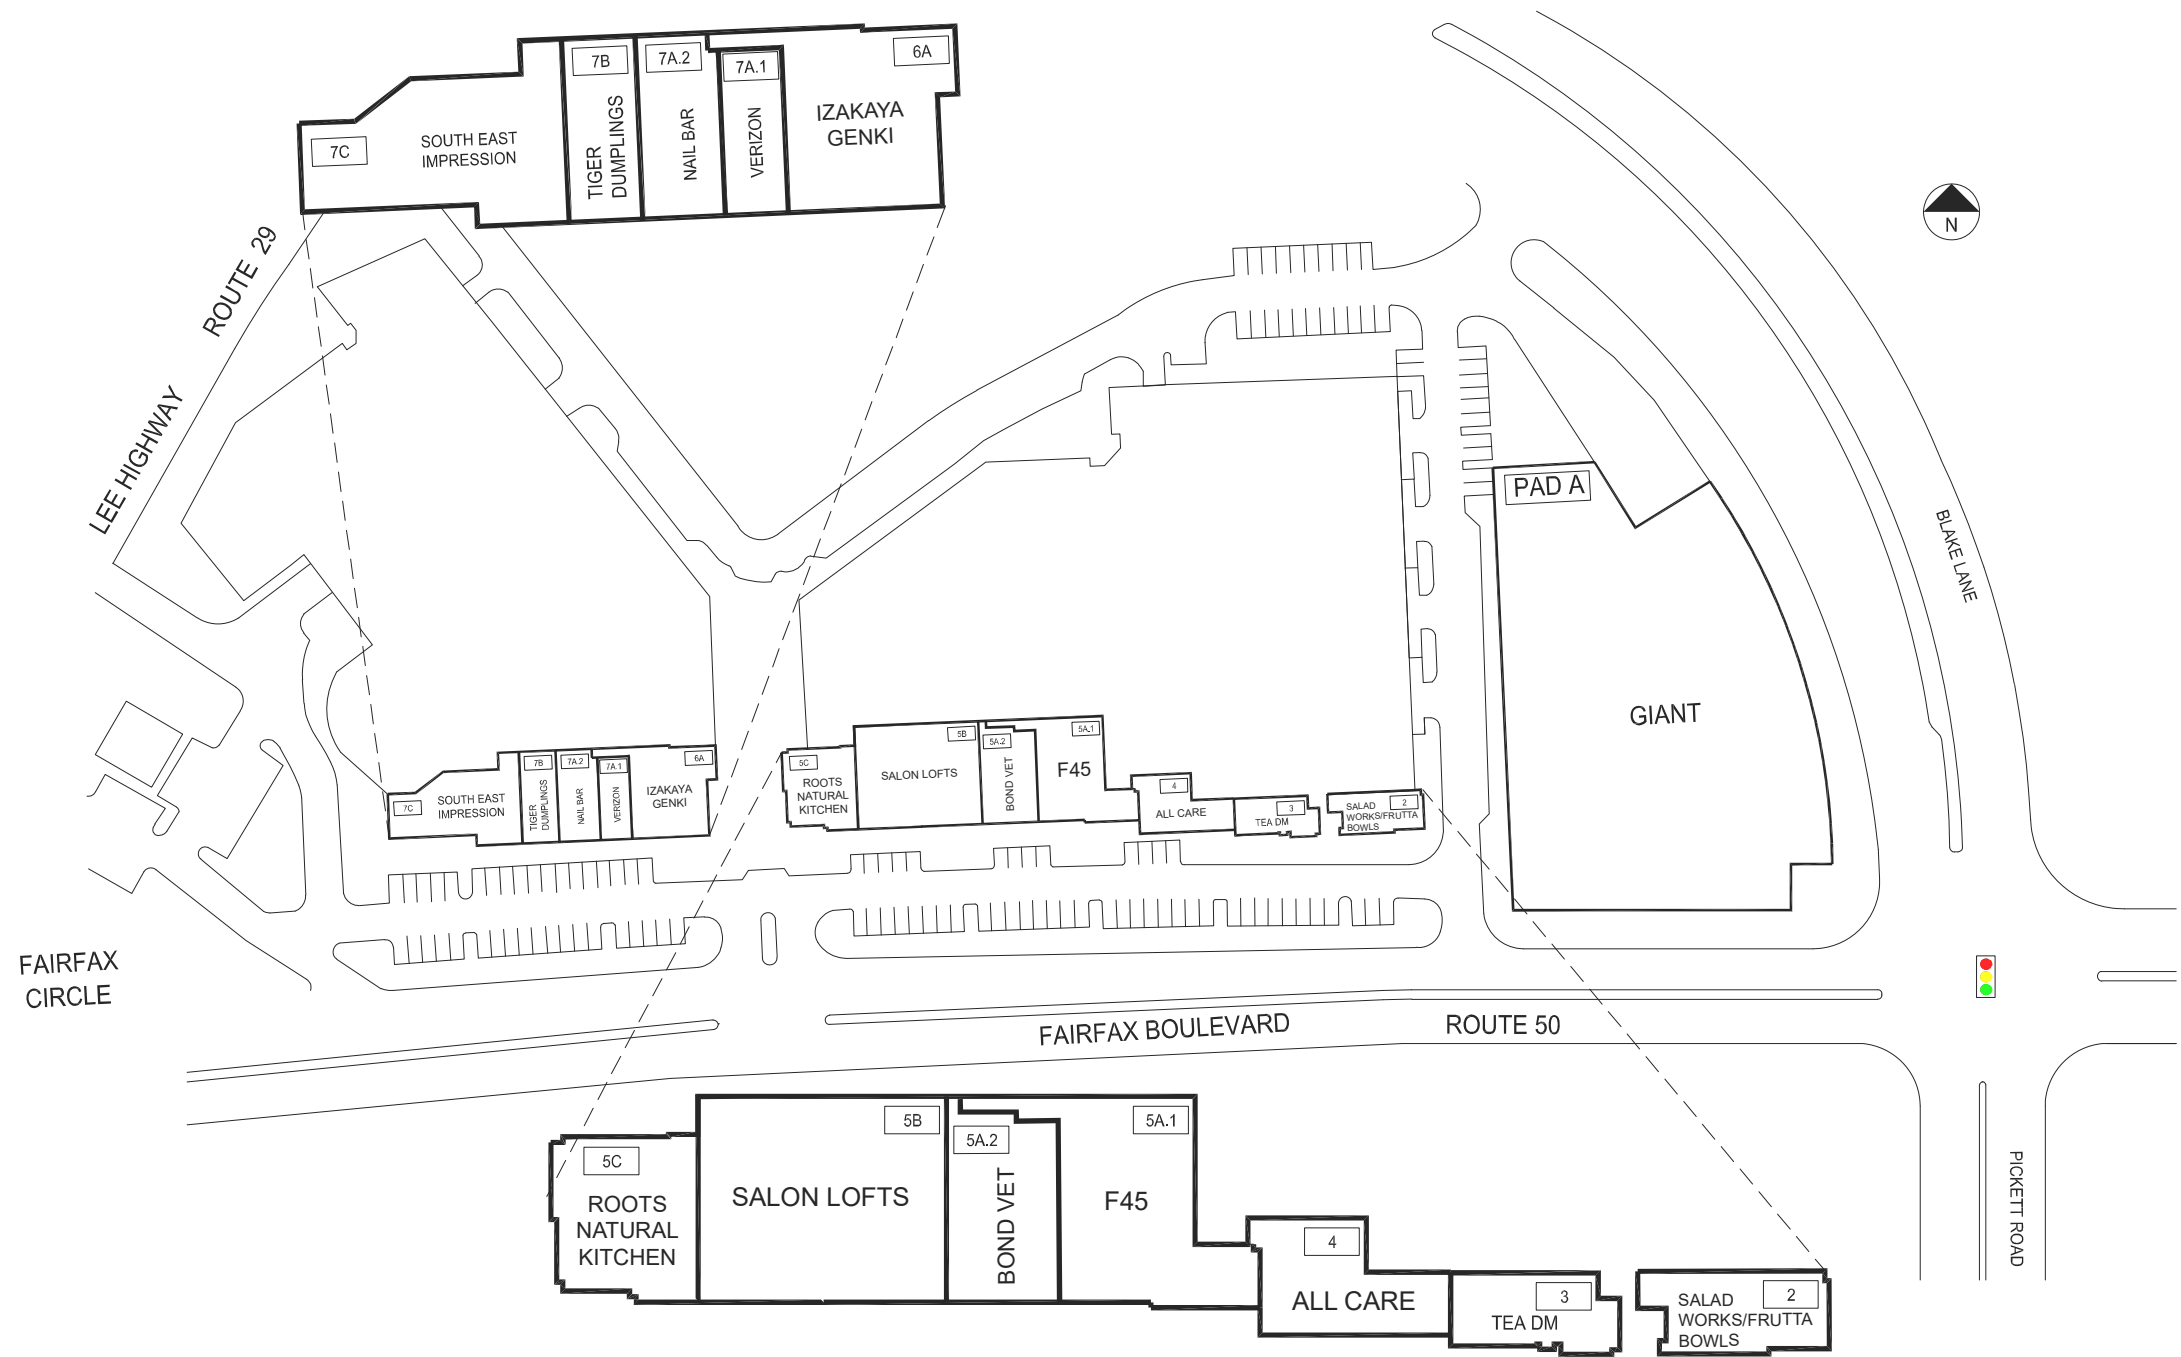 7C
SOUTH EAST
IMPRESSION
7B
TIGER
DUMPLINGS
7A.2
NAIL BAR
7A.1
VERIZON
6A
IZAKAYA
GENKI
N
LEE HIGHWAY
ROUTE 29
PAD A
GIANT
BLAKE LANE
7C
SOUTH EAST
IMPRESSION
7B
TIGER
DUMPLINGS
7A.2
NAIL BAR
7A.1
VERIZON
6A
IZAKAYA
GENKI
5C
ROOTS
NATURAL
KITCHEN
5B
SALON LOFTS
5A.2
BOND VET
5A.1
F45
4
ALL CARE
3
TEA DM
2
SALAD
WORKS/FRUTTA
BOWLS
FAIRFAX
CIRCLE
FAIRFAX BOULEVARD
ROUTE 50
5C
ROOTS
NATURAL
KITCHEN
5B
SALON LOFTS
5A.2
BOND VET
5A.1
F45
4
ALL CARE
3
TEA DM
2
SALAD
WORKS/FRUTTA
BOWLS
PICKETT ROAD